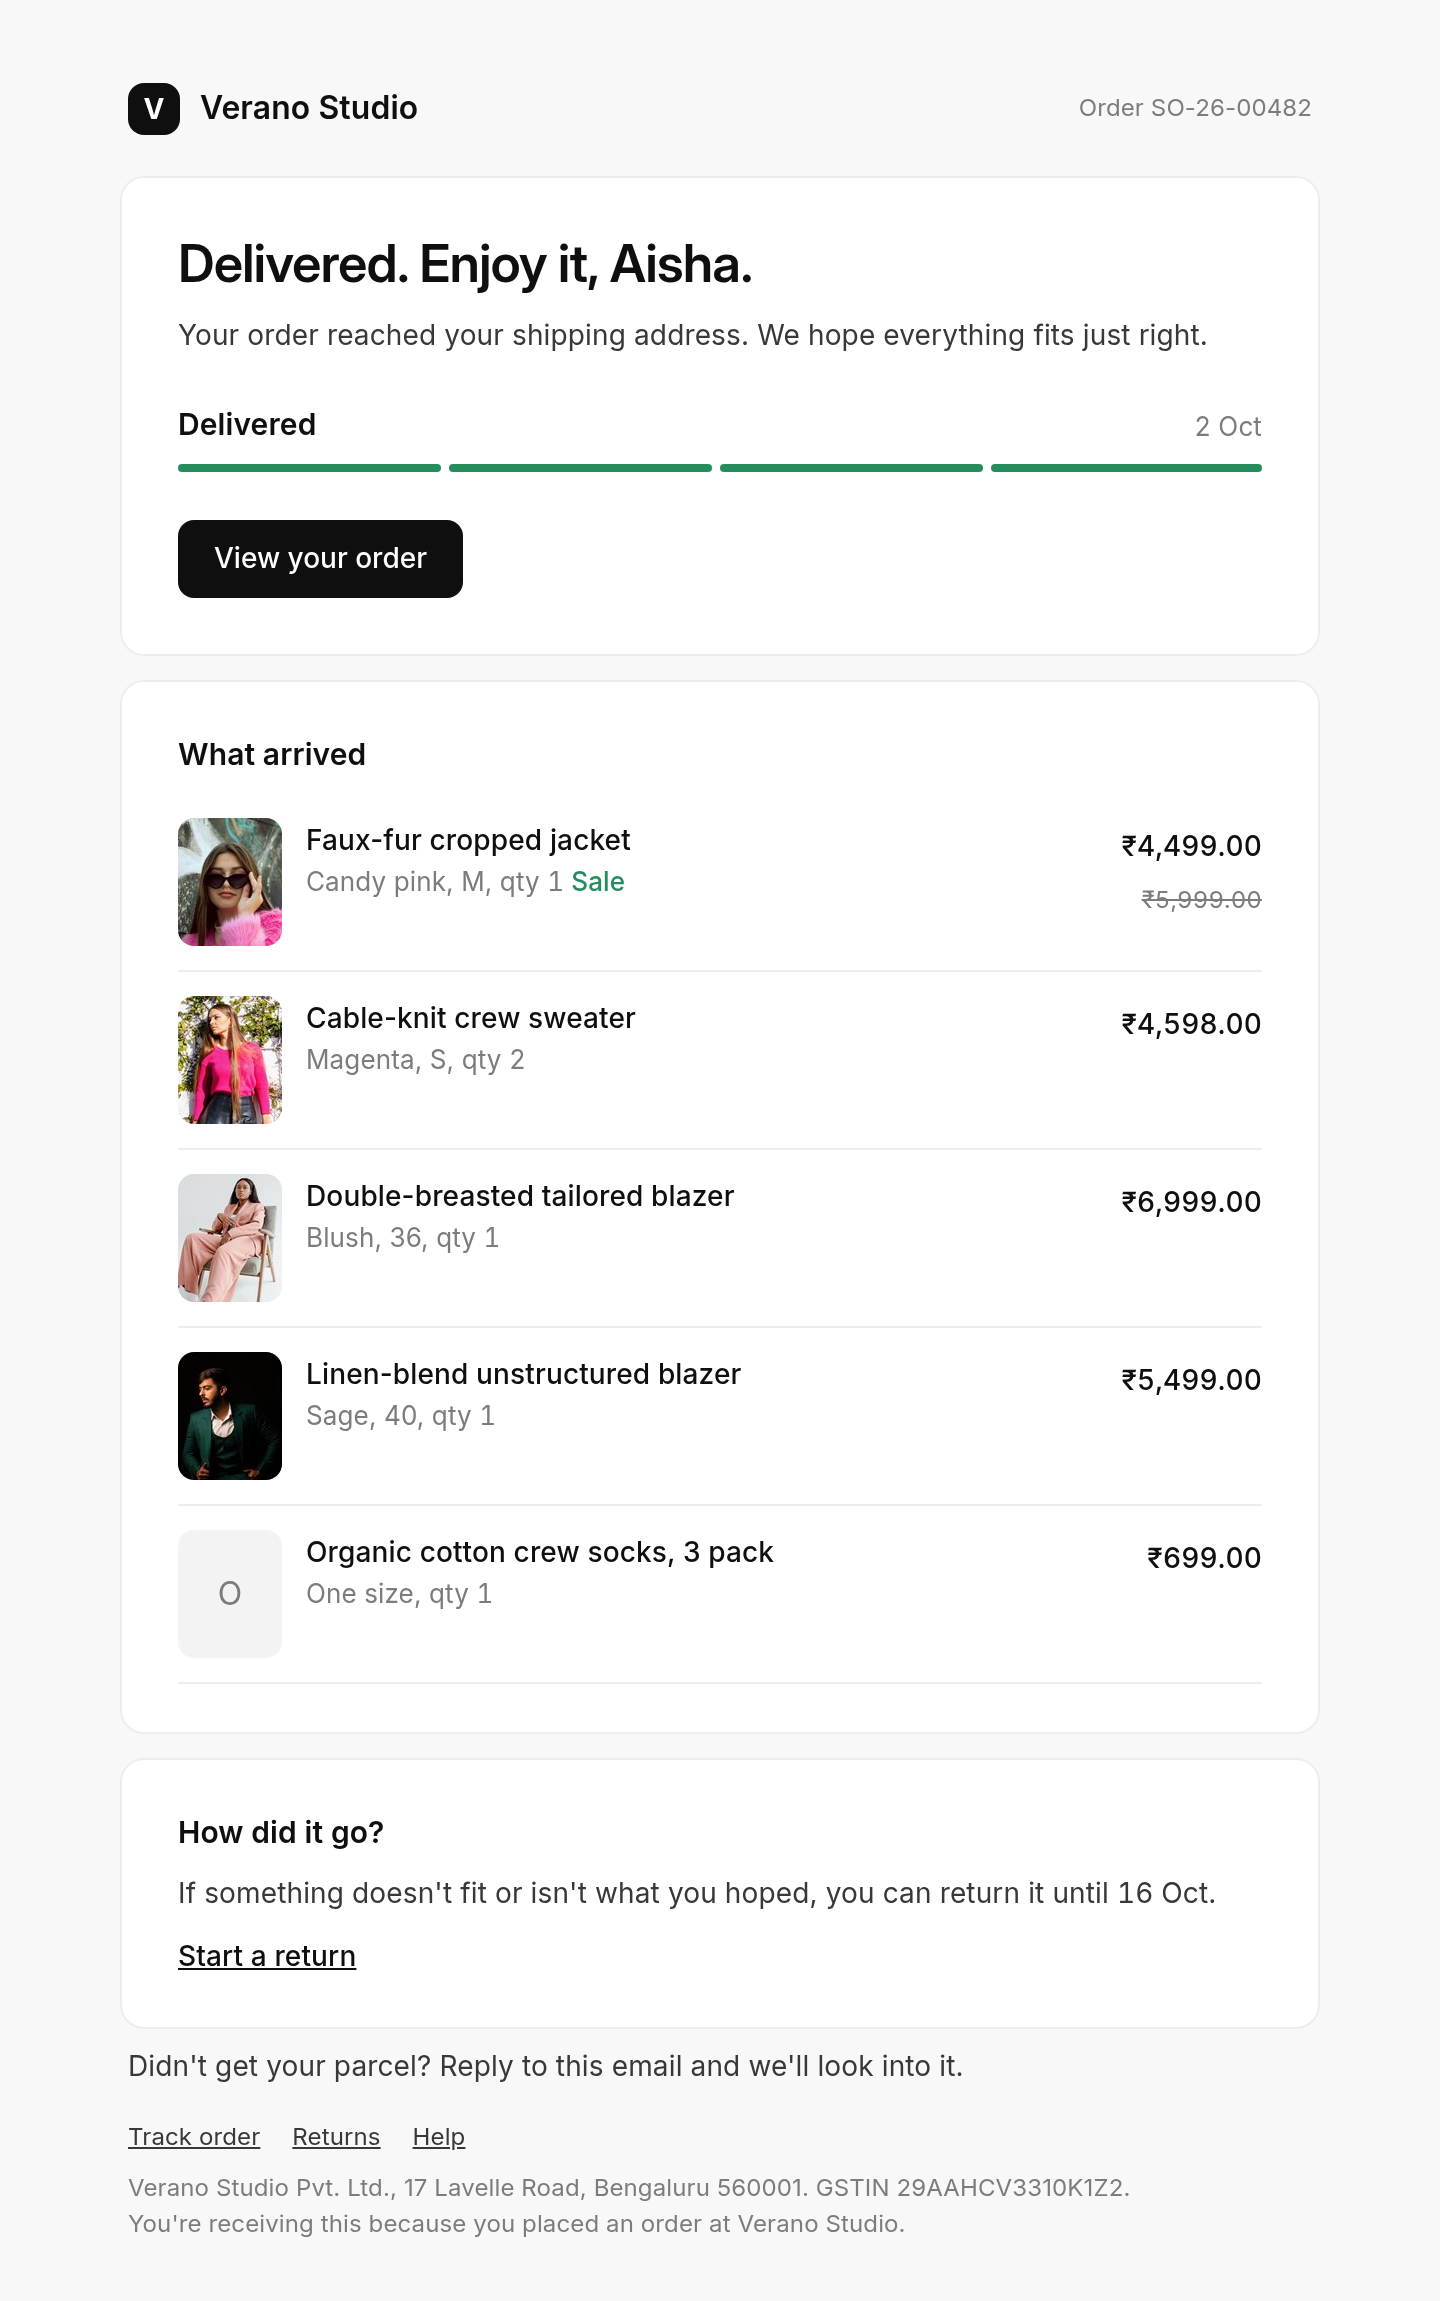 V Verano Studio
Order SO-26-00482
Delivered. Enjoy it, Aisha.
Your order reached your shipping address. We hope everything fits just right.
Delivered
2 Oct
View your order
What arrived
Faux-fur cropped jacket
₹4,499.00
Candy pink, M, qty 1 Sale
₹5,999.00
Cable-knit crew sweater
₹4,598.00
Magenta, S, qty 2
Double-breasted tailored blazer
₹6,999.00
Blush, 36, qty 1
Linen-blend unstructured blazer
₹5,499.00
Sage, 40, qty 1
O
Organic cotton crew socks, 3 pack
₹699.00
One size, qty 1
How did it go?
If something doesn't fit or isn't what you hoped, you can return it until 16 Oct.
Start a return
Didn't get your parcel? Reply to this email and we'll look into it.
Track order Returns Help
Verano Studio Pvt. Ltd., 17 Lavelle Road, Bengaluru 560001. GSTIN 29AAHCV3310K1Z2.
You're receiving this because you placed an order at Verano Studio.